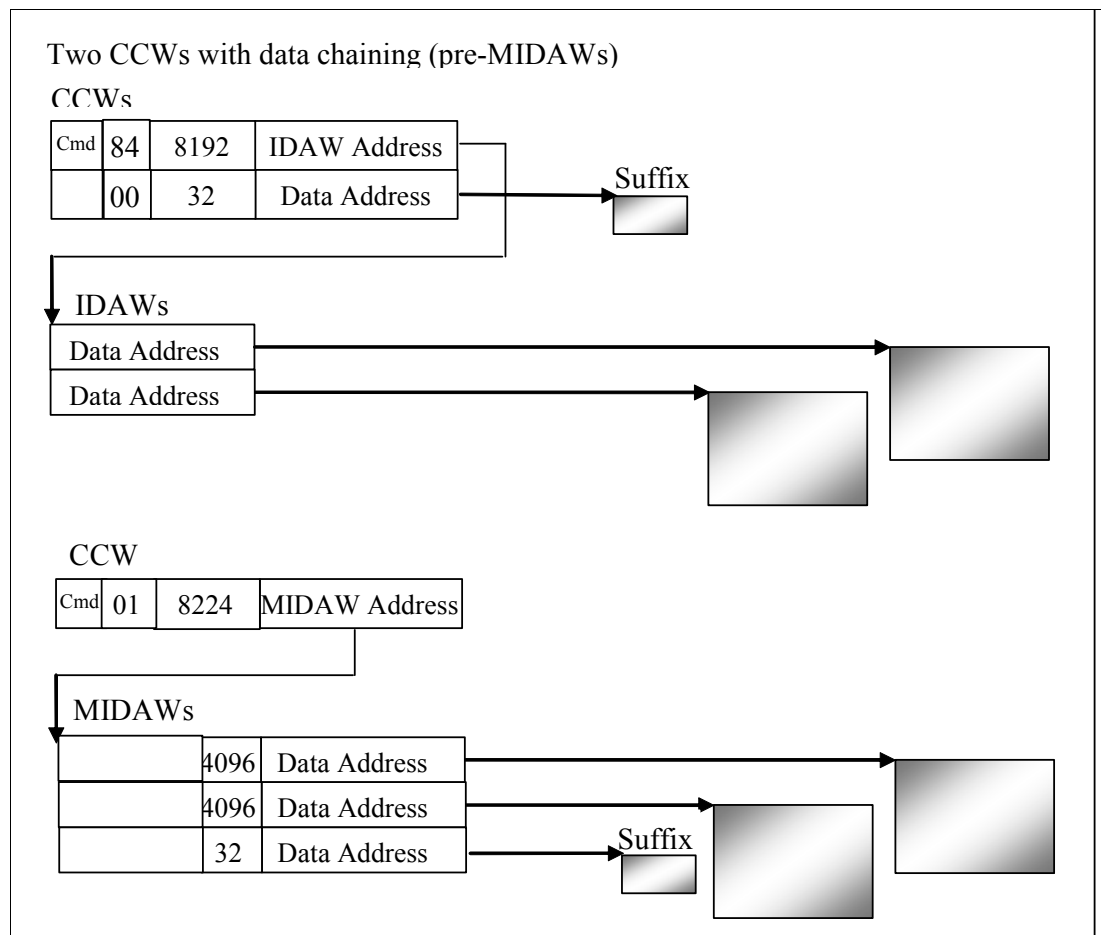 Two CCWs with data chaining (pre-MIDAWs)
CCWs
Cmd 84 8192 IDAW Address
00 32 Data Address
Suffix
IDAWs
Data Address
Data Address
CCW
Cmd 01 8224 MIDAW Address
MIDAWs
4096 Data Address
4096 Data Address
32 Data Address
Suffix